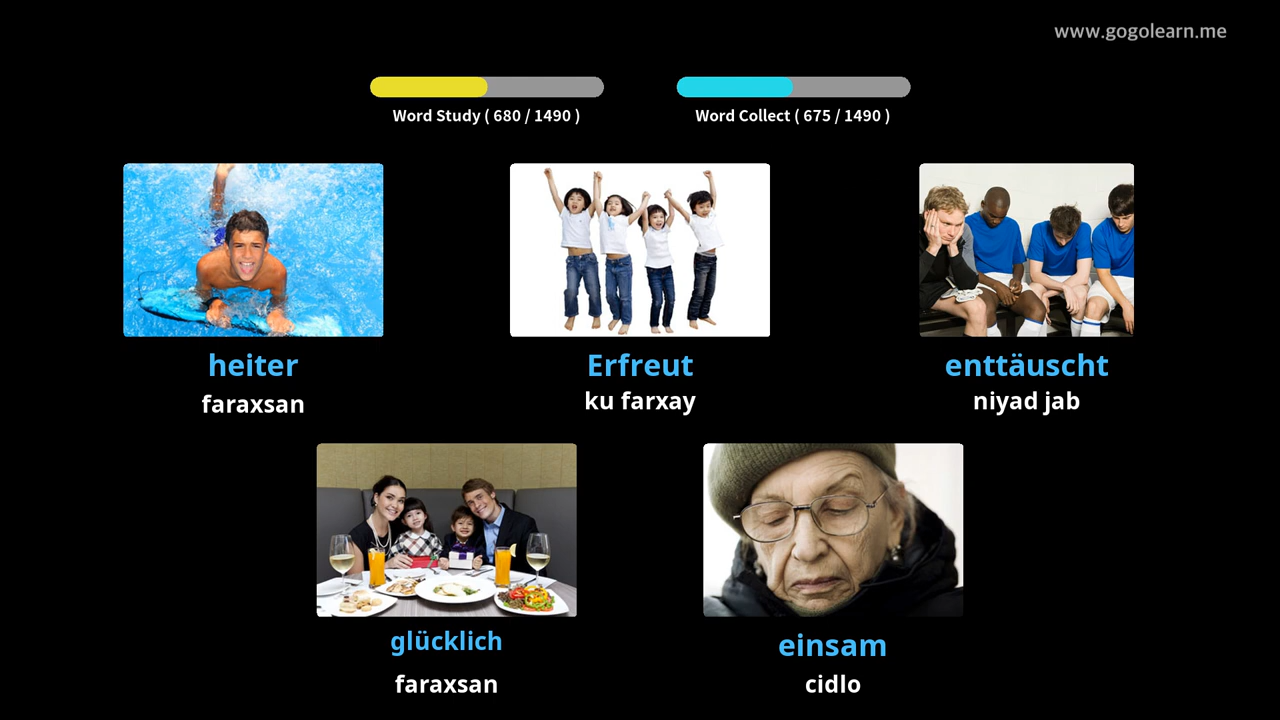 www.gogolearn.me
Word Study ( 680 / 1490 )
Word Collect ( 675 / 1490 )
heiter
faraxsan
Erfreut
ku farxay
enttäuscht
niyad jab
glücklich
faraxsan
einsam
cidlo